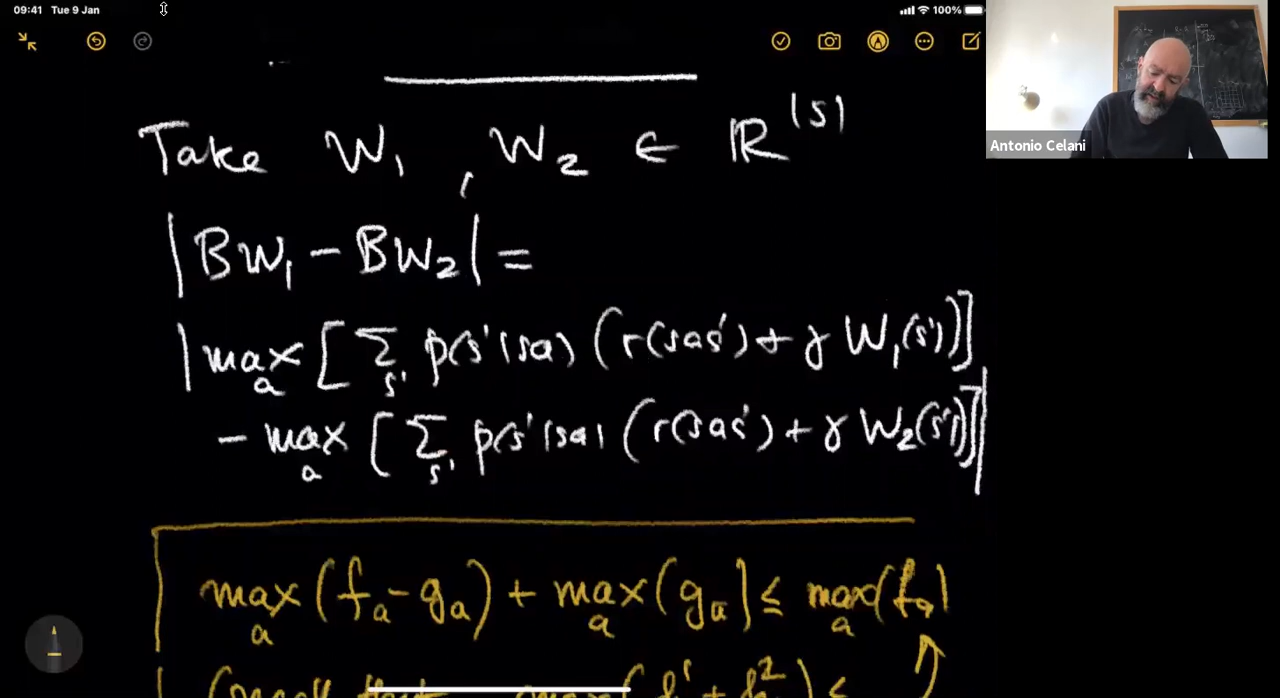 09:41 Tue 9 Jan
100%
Antonio Celani
Take W₁, W₂ ∈ ℝ^|S|
|BW₁ - BW₂| =
|max_a [Σ_s' p(s'|sa) (r(sas') + γ W₁(s'))]
- max_a [Σ_s' p(s'|sa) (r(sas') + γ W₂(s'))]|
max_a (f_a - g_a) + max_a (g_a) ≤ max_a (f_a)